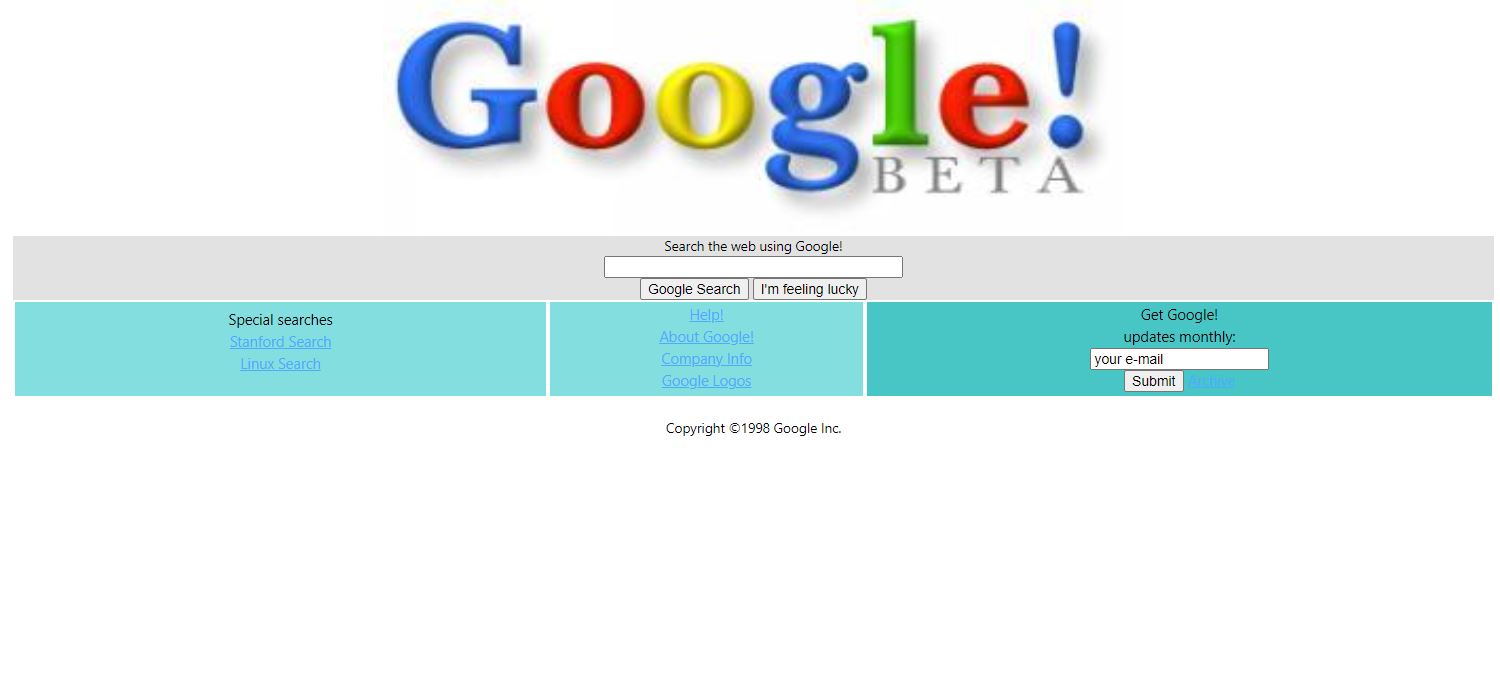 Google!
BETA
Search the web using Google!
Google Search I'm feeling lucky
Special searches
Stanford Search
Linux Search
Help!
About Google!
Company Info
Google Logos
Get Google!
updates monthly:
your e-mail
Submit Archive
Copyright ©1998 Google Inc.